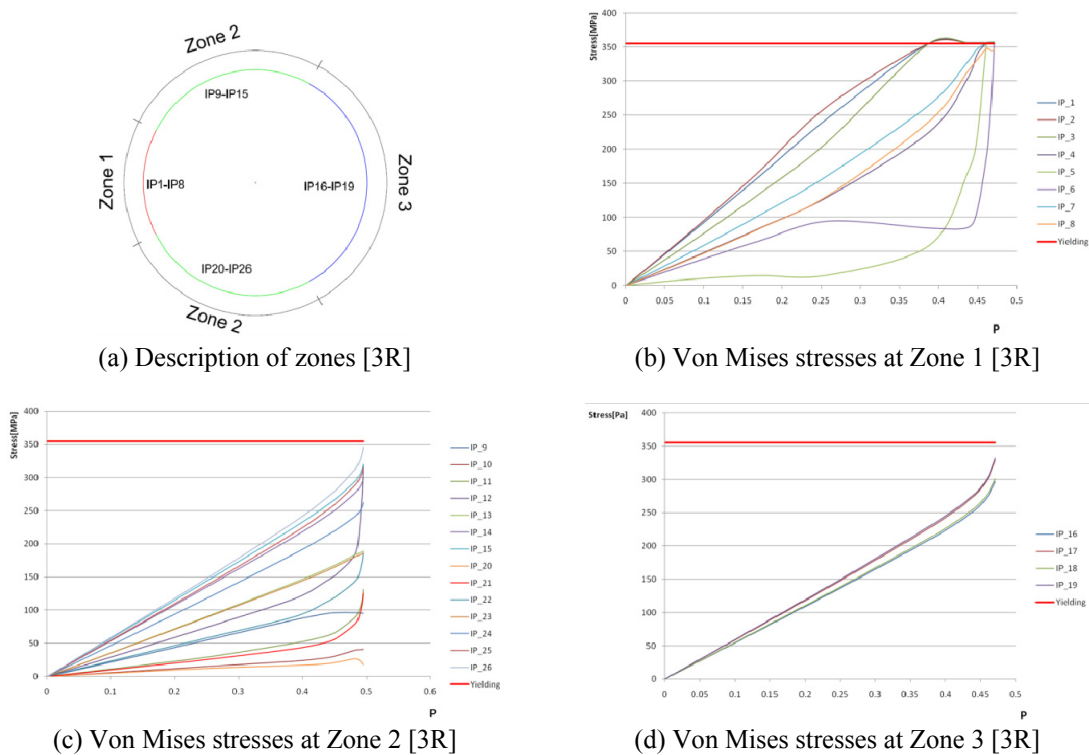 Zone 2
IP9-IP15
Zone 1
IP1-IP8
IP16-IP19
Zone 3
IP20-IP26
Zone 2
(a) Description of zones [3R]
Stress[MPa]
400
350
300
250
200
150
100
50
0
0 0.05 0.1 0.15 0.2 0.25 0.3 0.35 0.4 0.45 0.5
P
IP_1
IP_2
IP_3
IP_4
IP_5
IP_6
IP_7
IP_8
Yielding
(b) Von Mises stresses at Zone 1 [3R]
Stress[MPa]
400
350
300
250
200
150
100
50
0
0 0.1 0.2 0.3 0.4 0.5 0.6
P
IP_9
IP_10
IP_11
IP_12
IP_13
IP_14
IP_15
IP_20
IP_21
IP_22
IP_23
IP_24
IP_25
IP_26
Yielding
(c) Von Mises stresses at Zone 2 [3R]
Stress[Pa]
400
350
300
250
200
150
100
50
0
0 0.05 0.1 0.15 0.2 0.25 0.3 0.35 0.4 0.45 0.5
P
IP_16
IP_17
IP_18
IP_19
Yielding
(d) Von Mises stresses at Zone 3 [3R]